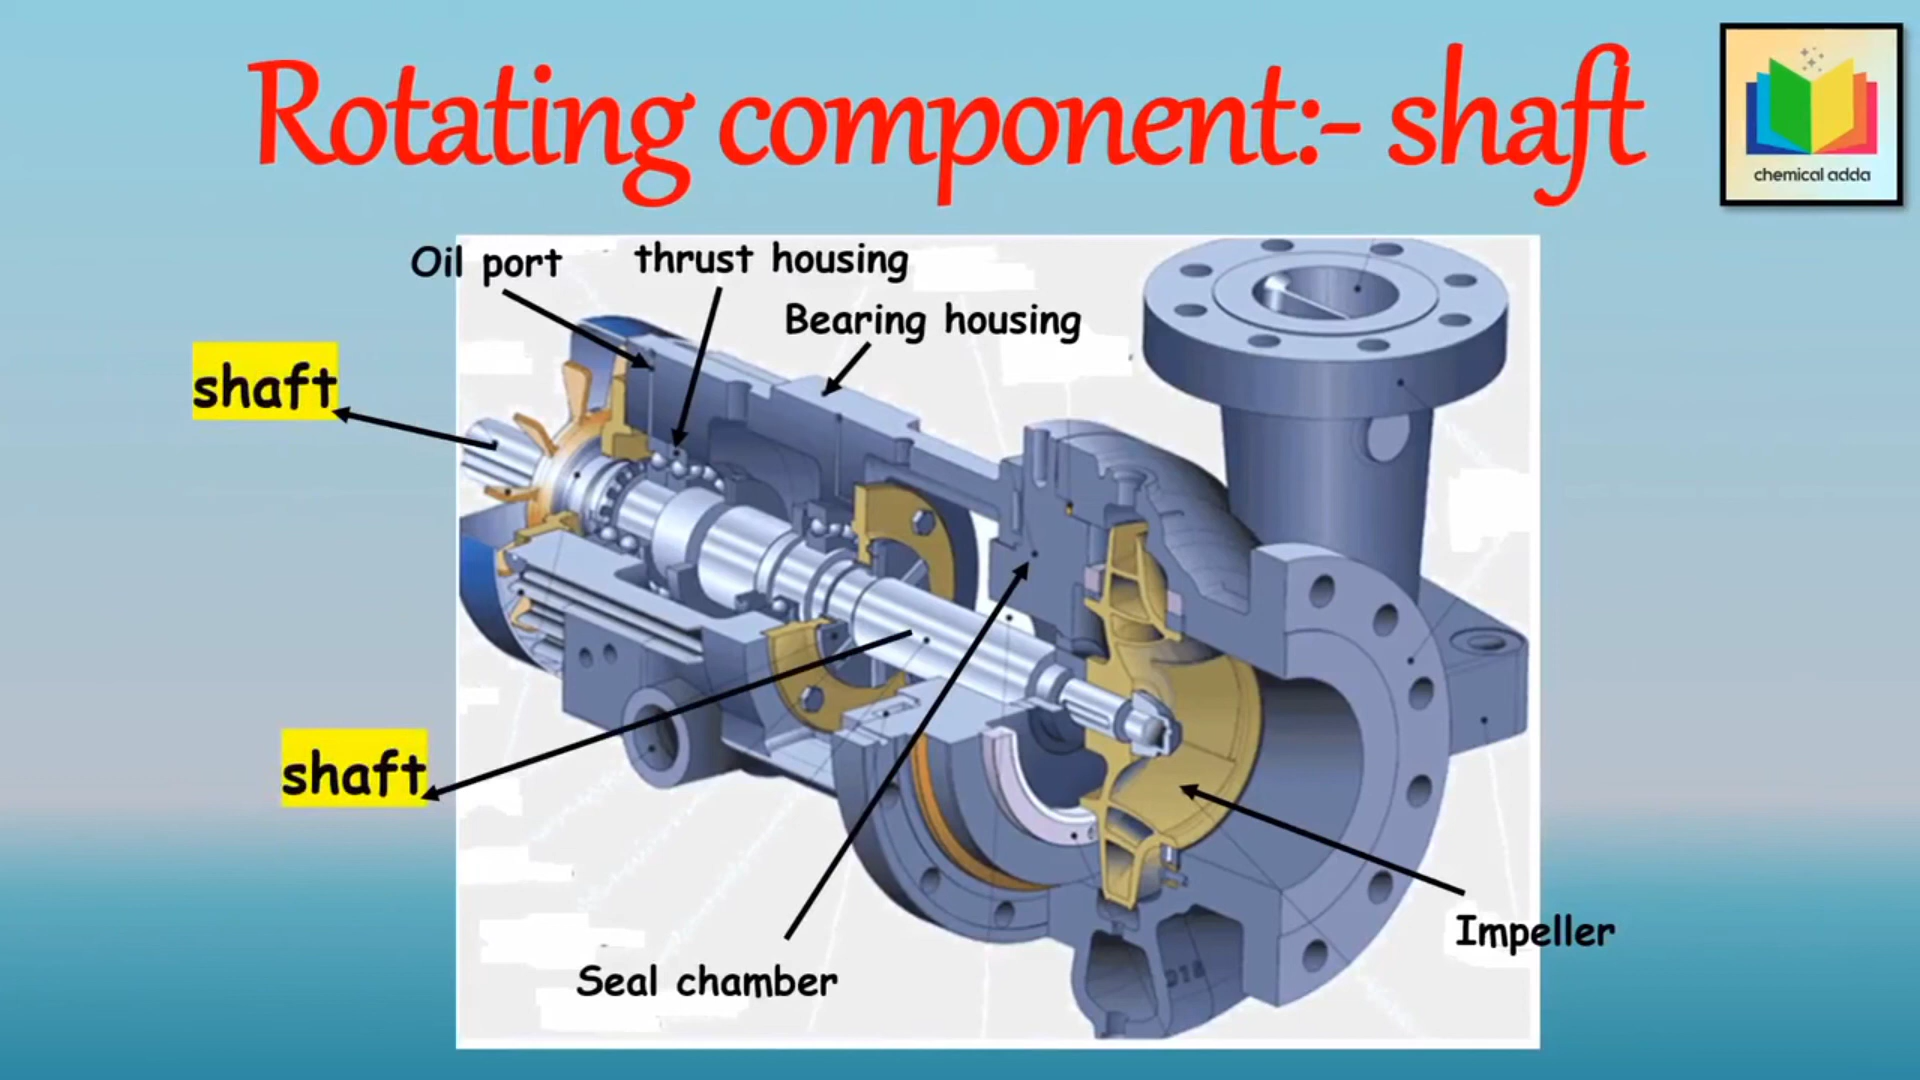 Rotating component:- shaft
chemical adda
Oil port
thrust housing
Bearing housing
shaft
shaft
Impeller
Seal chamber